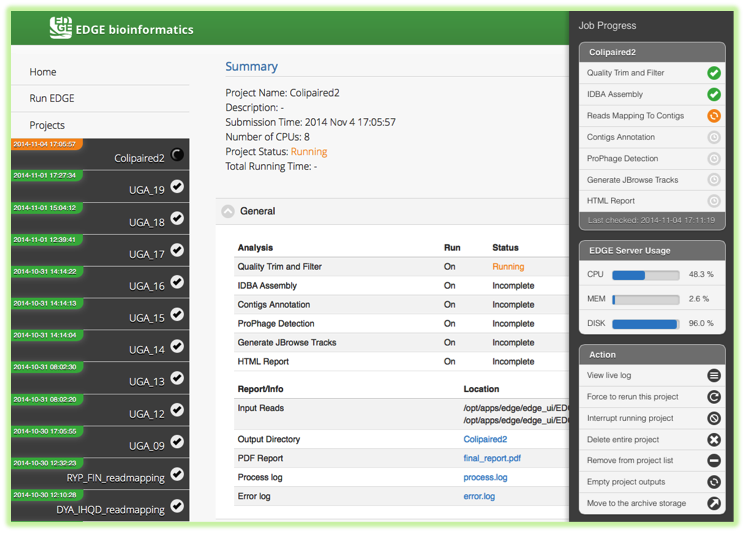 EDGE bioinformatics
Home
Run EDGE
Projects
2014-11-04 17:05:57
Colipaired2
2014-11-01 17:27:34
UGA_19
2014-11-01 15:04:12
UGA_18
2014-11-01 12:39:41
UGA_17
2014-10-31 14:14:22
UGA_16
2014-10-31 14:14:13
UGA_15
2014-10-31 14:14:04
UGA_14
2014-10-31 08:02:30
UGA_13
2014-10-31 08:02:20
UGA_12
2014-10-30 17:05:55
UGA_09
2014-10-30 12:32:23
RYP_FIN_readmapping
2014-10-30 12:10:28
DYA_IHQD_readmapping
Summary
Project Name: Colipaired2
Description: -
Submission Time: 2014 Nov 4 17:05:57
Number of CPUs: 8
Project Status: Running
Total Running Time: -
General
Analysis Run Status
Quality Trim and Filter On Running
IDBA Assembly On Incomplete
Contigs Annotation On Incomplete
ProPhage Detection On Incomplete
Generate JBrowse Tracks On Incomplete
HTML Report On Incomplete
Report/Info Location
Input Reads /opt/apps/edge/edge_ui/EDG
/opt/apps/edge/edge_ui/EDG
Output Directory Colipaired2
PDF Report final_report.pdf
Process log process.log
Error log error.log
Job Progress
Colipaired2
Quality Trim and Filter
IDBA Assembly
Reads Mapping To Contigs
Contigs Annotation
ProPhage Detection
Generate JBrowse Tracks
HTML Report
Last checked: 2014-11-04 17:11:19
EDGE Server Usage
CPU 48.3 %
MEM 2.6 %
DISK 96.0 %
Action
View live log
Force to rerun this project
Interrupt running project
Delete entire project
Remove from project list
Empty project outputs
Move to the archive storage